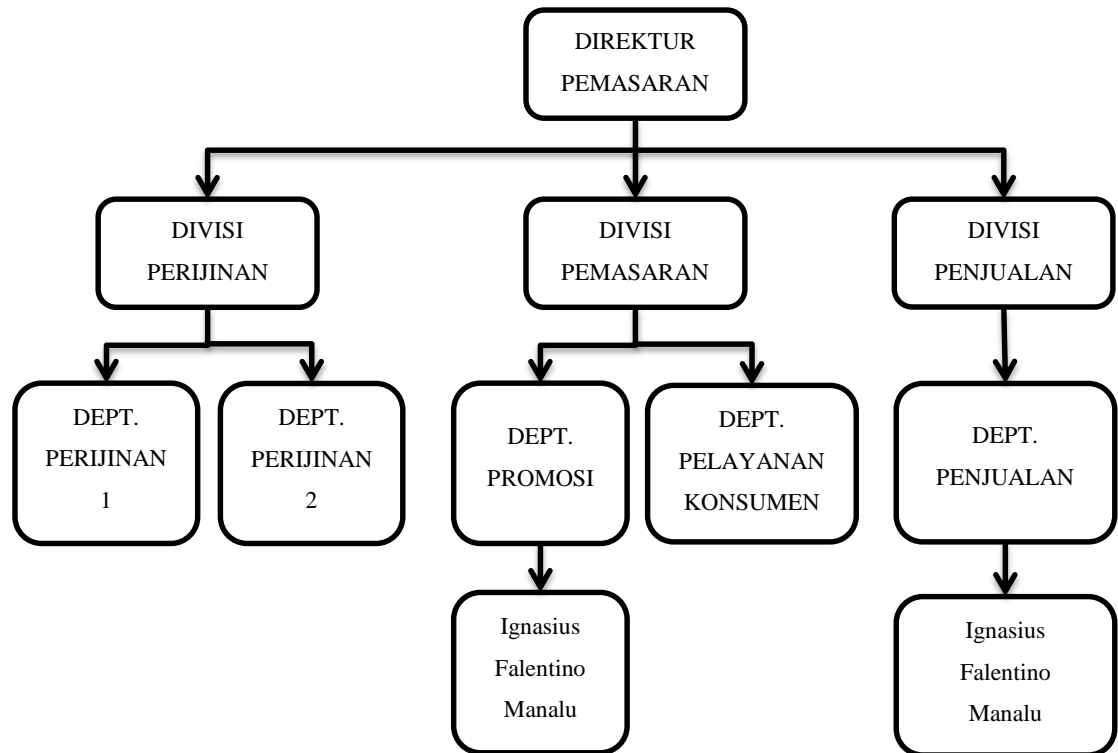 DIREKTUR
PEMASARAN
DIVISI
PERIJINAN
DIVISI
PEMASARAN
DIVISI
PENJUALAN
DEPT.
PERIJINAN
1
DEPT.
PERIJINAN
2
DEPT.
PROMOSI
DEPT.
PELAYANAN
KONSUMEN
DEPT.
PENJUALAN
Ignasius
Falentino
Manalu
Ignasius
Falentino
Manalu